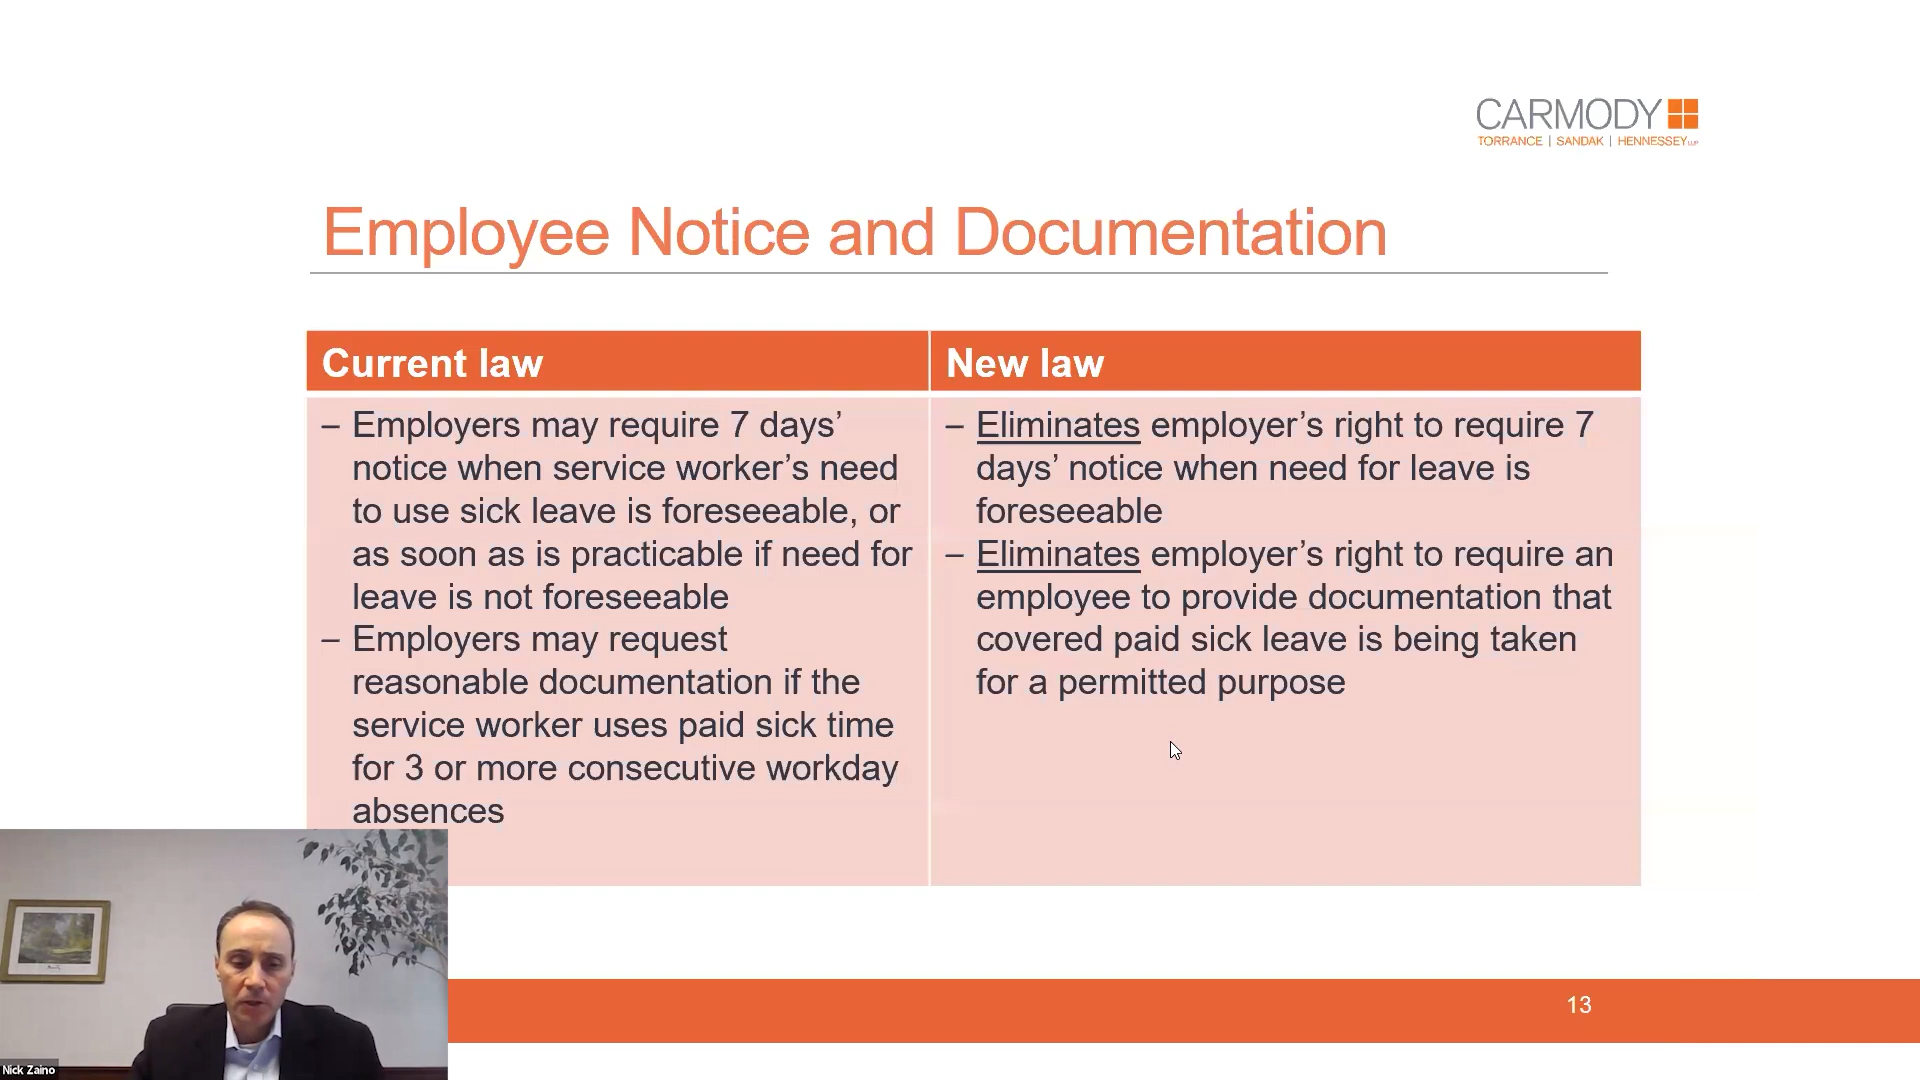 CARMODY
TORRANCE | SANDAK | HENNESSEY LLP
Employee Notice and Documentation
Current law
– Employers may require 7 days’
notice when service worker’s need
to use sick leave is foreseeable, or
as soon as is practicable if need for
leave is not foreseeable
– Employers may request
reasonable documentation if the
service worker uses paid sick time
for 3 or more consecutive workday
absences
New law
– Eliminates employer’s right to require 7
days’ notice when need for leave is
foreseeable
– Eliminates employer’s right to require an
employee to provide documentation that
covered paid sick leave is being taken
for a permitted purpose
13
Nick Zaino